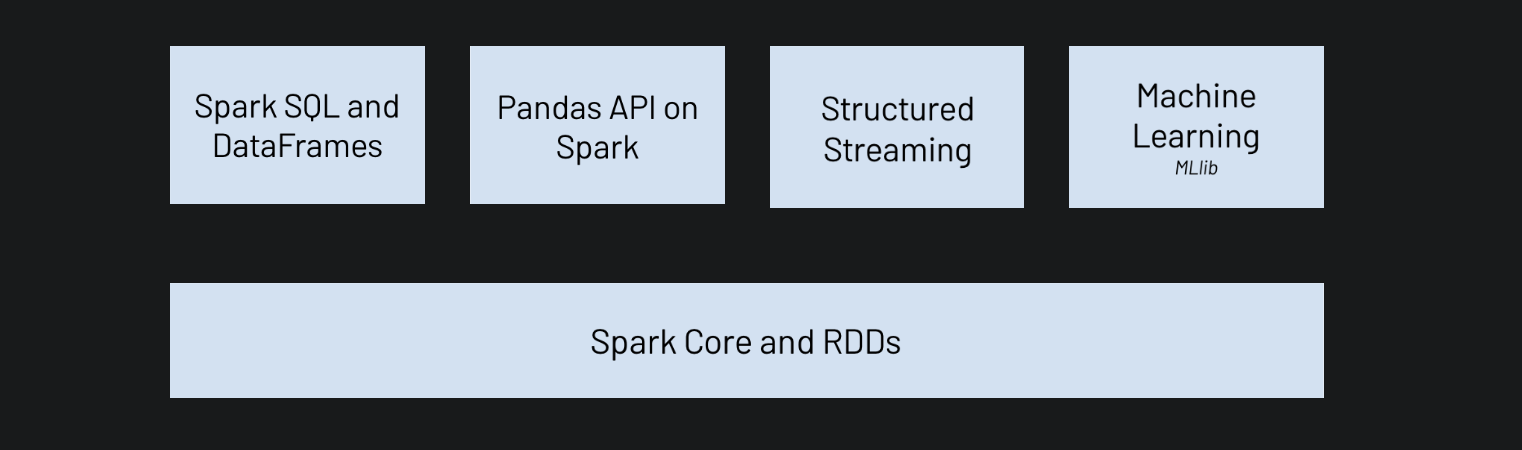 Spark SQL and
DataFrames
Pandas API on
Spark
Structured
Streaming
Machine
Learning
MLlib
Spark Core and RDDs